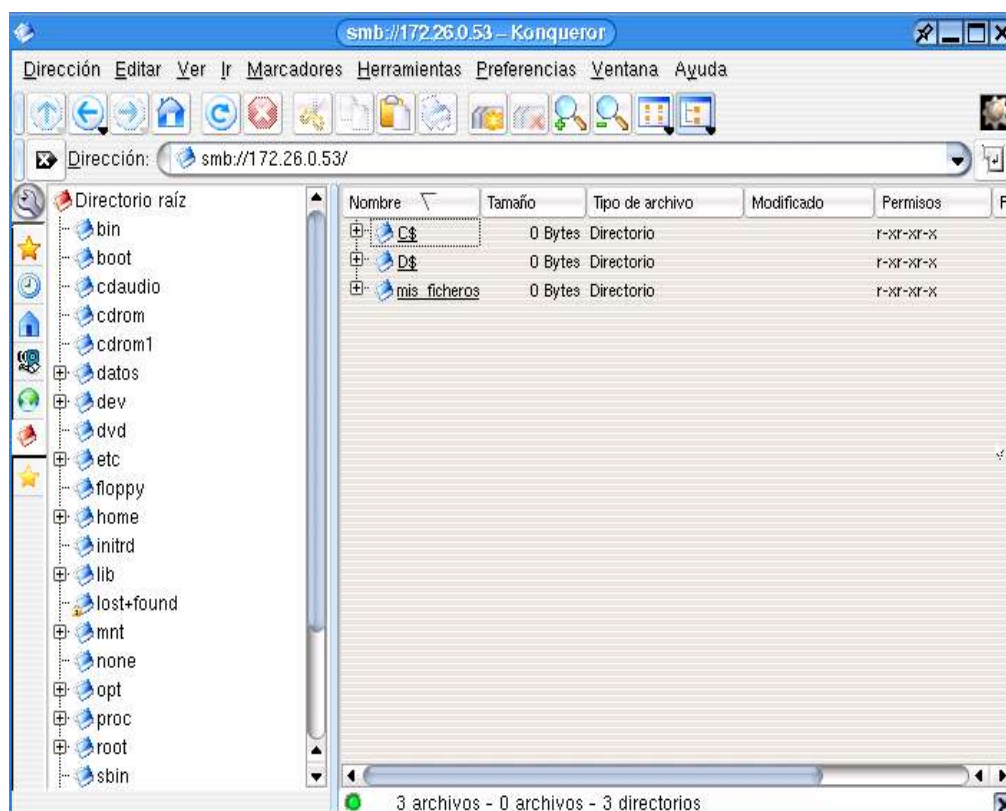 smb://172.26.0.53 – Konqueror
Dirección Editar Ver Ir Marcadores Herramientas Preferencias Ventana Ayuda
Dirección: smb://172.26.0.53/
Directorio raíz
bin
boot
cdaudio
cdrom
cdrom1
datos
dev
dvd
etc
floppy
home
initrd
lib
lost+found
mnt
none
opt
proc
root
sbin
Nombre Tamaño Tipo de archivo Modificado Permisos
C$ 0 Bytes Directorio r-xr-xr-x
D$ 0 Bytes Directorio r-xr-xr-x
mis ficheros 0 Bytes Directorio r-xr-xr-x
3 archivos - 0 archivos - 3 directorios